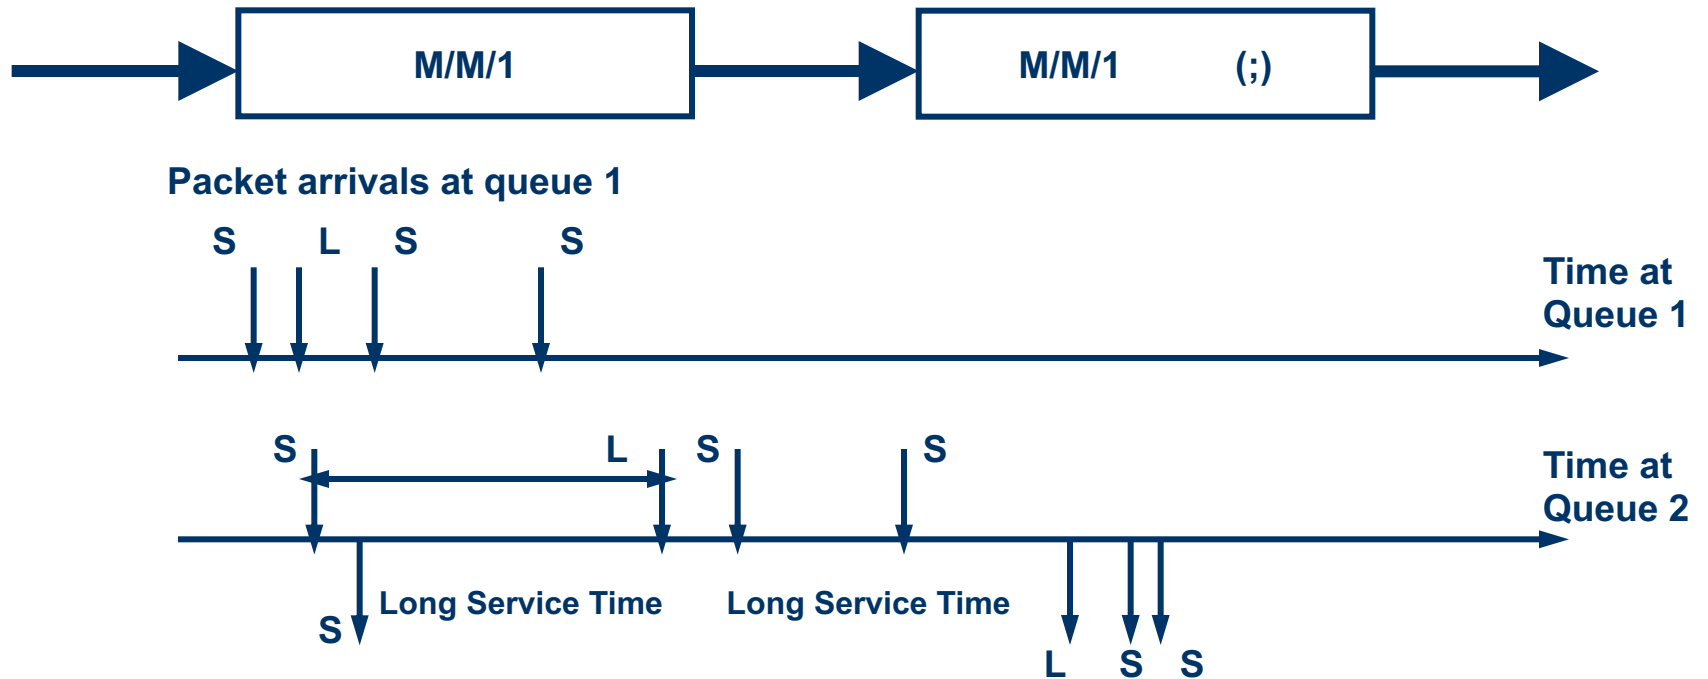 M/M/1
M/M/1 (;)
Packet arrivals at queue 1
S L S S
Time at
Queue 1
S L S S
Time at
Queue 2
Long Service Time Long Service Time
S
L S S